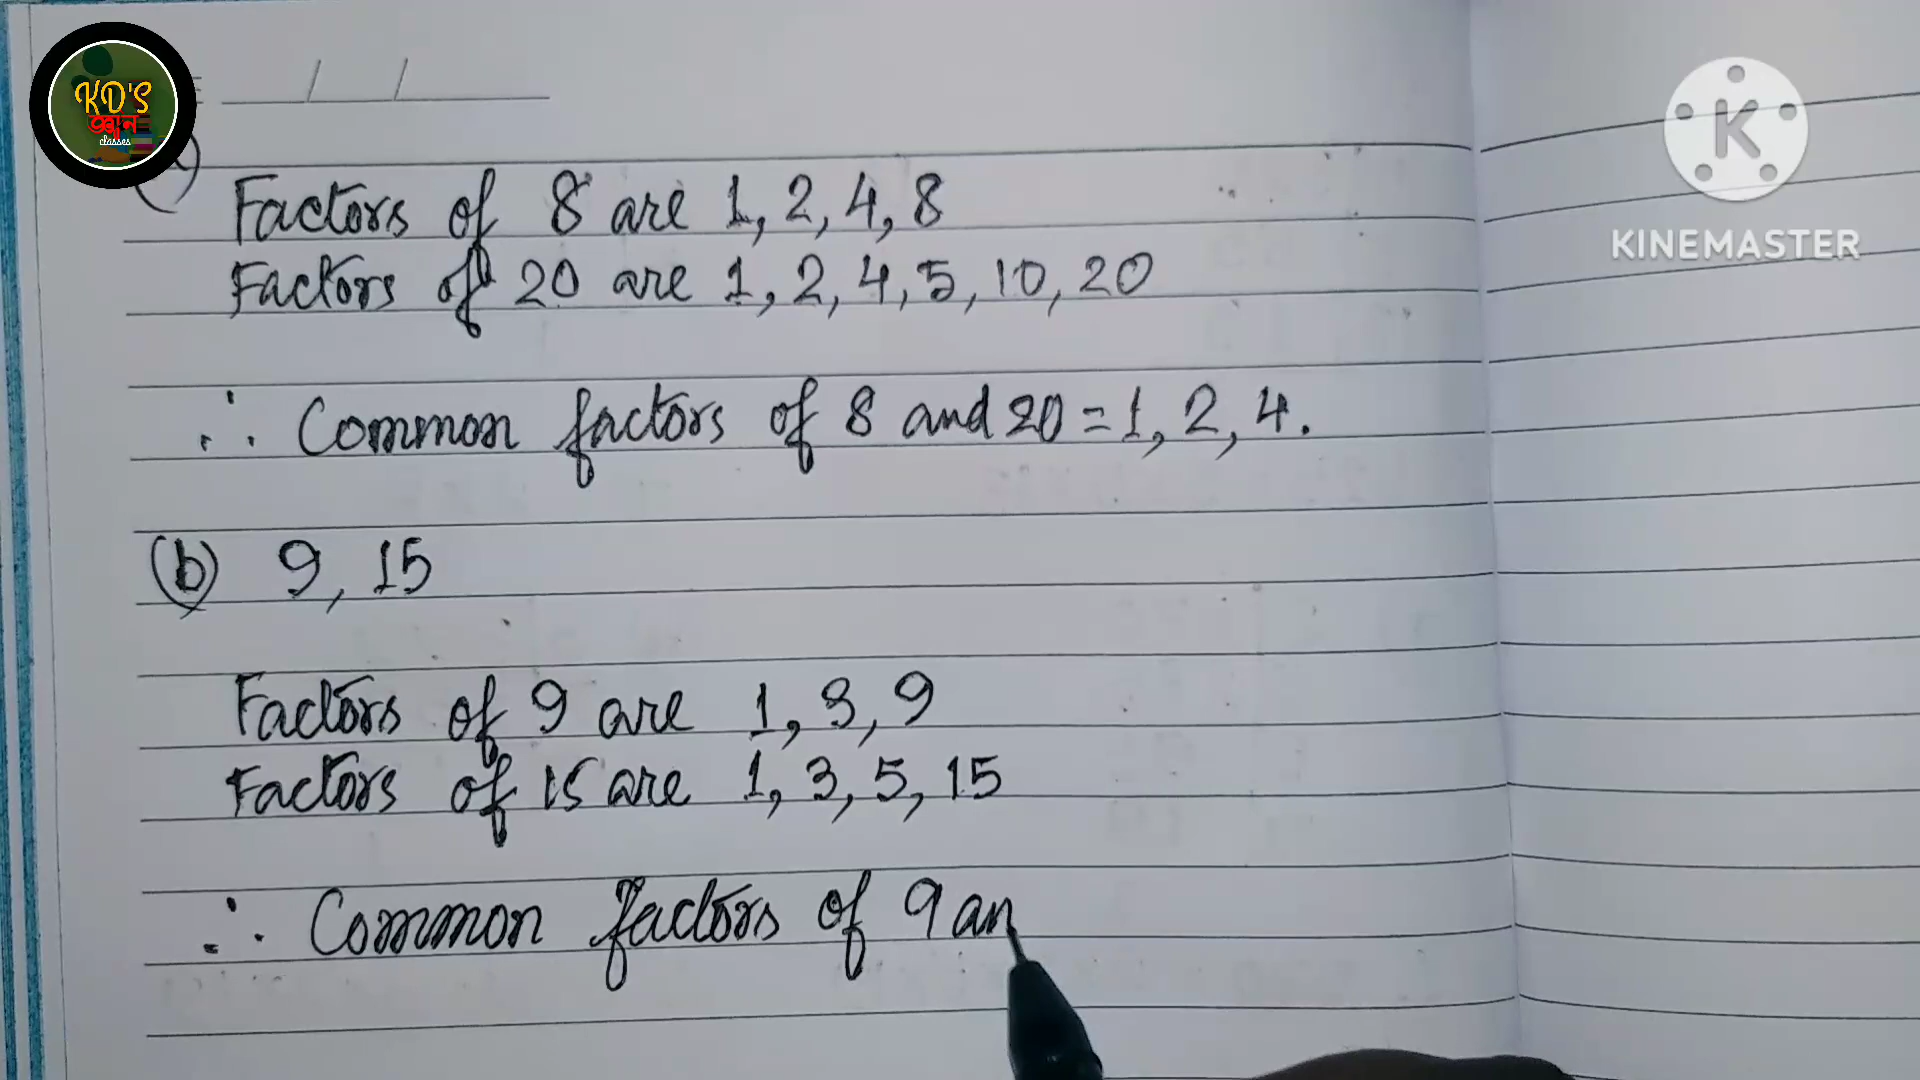 KD'S
জ্ঞান
classes
KINEMASTER
Factors of 8 are 1, 2, 4, 8
Factors of 20 are 1, 2, 4, 5, 10, 20
∴ Common factors of 8 and 20 = 1, 2, 4.
(b) 9, 15
Factors of 9 are 1, 3, 9
Factors of 15 are 1, 3, 5, 15
∴ Common factors of 9 an